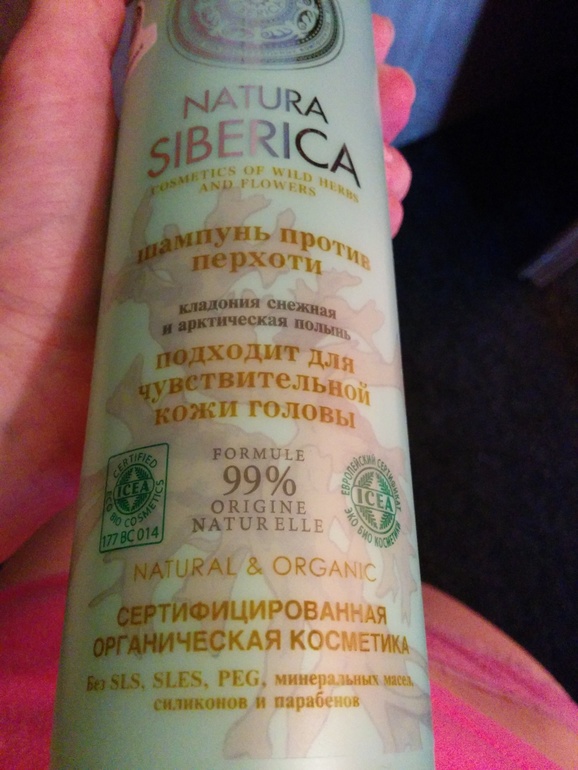 NATURA
SIBERICA
COSMETICS OF WILD HERBS
AND FLOWERS
шампунь против
перхоти
кладония снежная
и арктическая полынь
подходит для
чувствительной
кожи головы
CERTIFIED
ICEA
ECO BIO COSMETICS
177 BC 014
FORMULE
99%
ORIGINE
NATURELLE
ЕВРОПЕЙСКИЙ СЕРТИФИКАТ
ICEA
ЭКО БИО КОСМЕТИКИ
NATURAL & ORGANIC
СЕРТИФИЦИРОВАННАЯ
ОРГАНИЧЕСКАЯ КОСМЕТИКА
Без SLS, SLES, PEG, минеральных масел,
силиконов и парабенов